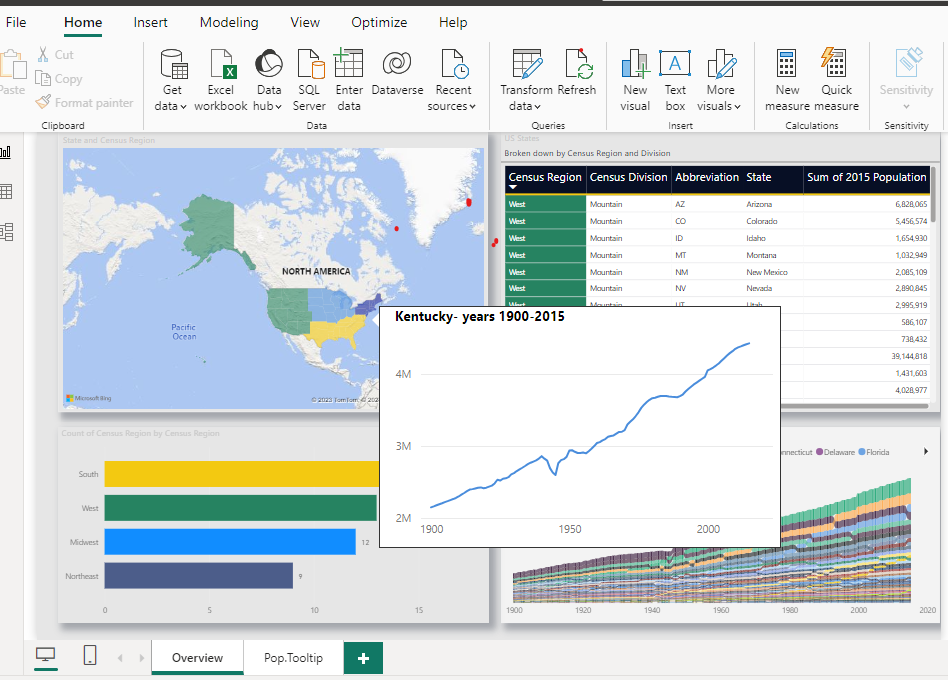 File Home Insert Modeling View Optimize Help
Paste
Cut
Copy
Format painter
Clipboard
Get data
Excel workbook
Data hub
SQL Server
Enter data
Dataverse
Recent sources
Data
Transform data
Refresh
Queries
New visual
Text box
More visuals
Insert
New measure
Quick measure
Calculations
Sensitivity
Sensitivity
State and Census Region
NORTH AMERICA
Pacific
Ocean
Microsoft Bing
© 2023 TomTom, © 202
US States
Broken down by Census Region and Division
Census Region Census Division Abbreviation State Sum of 2015 Population
West Mountain AZ Arizona 6,828,065
West Mountain CO Colorado 5,456,574
West Mountain ID Idaho 1,654,930
West Mountain MT Montana 1,032,949
West Mountain NM New Mexico 2,085,109
West Mountain NV Nevada 2,890,845
West Mountain UT Utah 2,995,919
586,107
738,432
39,144,818
1,431,603
4,028,977
Kentucky- years 1900-2015
4M
3M
2M
1900 1950 2000
Count of Census Region by Census Region
South
West
Midwest 12
Northeast 9
0 5 10 15
nnecticut Delaware Florida
1900 1920 1940 1960 1980 2000 2020
Overview Pop.Tooltip +